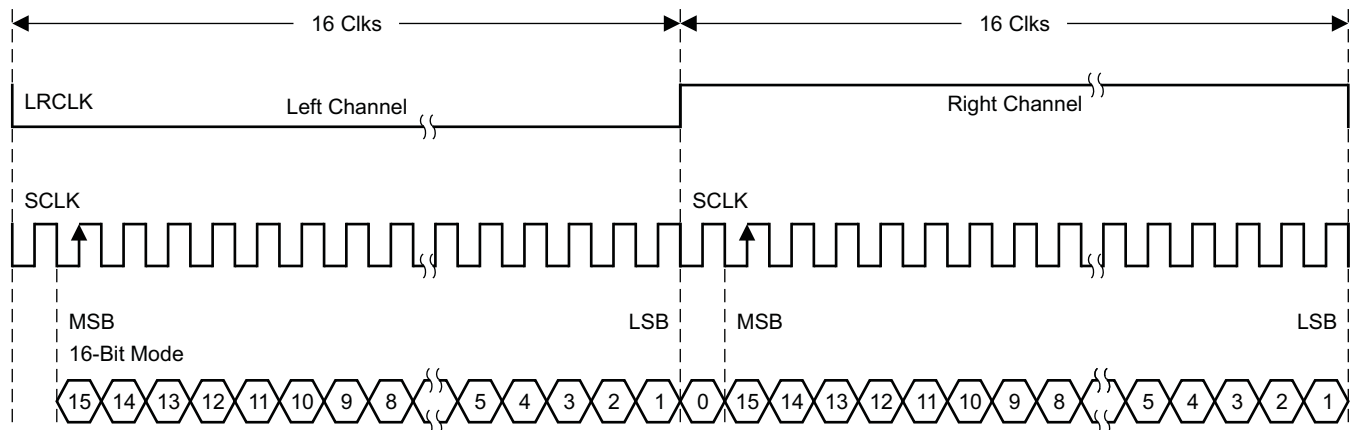 16 Clks 16 Clks
LRCLK Left Channel Right Channel
SCLK SCLK
MSB LSB MSB LSB
16-Bit Mode
15 14 13 12 11 10 9 8 5 4 3 2 1 0 15 14 13 12 11 10 9 8 5 4 3 2 1